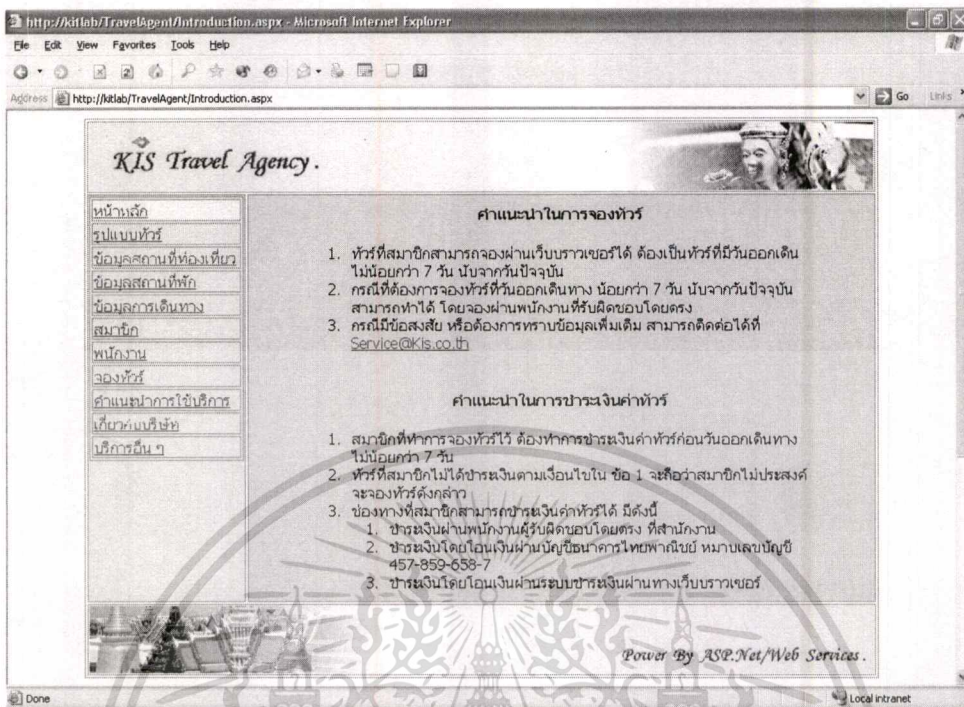 http://kitlab/TravelAgent/Introduction.aspx - Microsoft Internet Explorer
File Edit View Favorites Tools Help
Address http://kitlab/TravelAgent/Introduction.aspx Go Links
KIS Travel Agency .
หน้าหลัก
รูปแบบทัวร์
ข้อมูลสถานที่ท่องเที่ยว
ข้อมูลสถานที่พัก
ข้อมูลการเดินทาง
สมาชิก
พนักงาน
จองทัวร์
คำแนะนำการใช้บริการ
เกี่ยวกับบริษัท
บริการอื่น ๆ
คำแนะนำในการจองทัวร์
1. ทัวร์ที่สมาชิกสามารถจองผ่านเว็บบราวเซอร์ได้ ต้องเป็นทัวร์ที่มีวันออกเดิน
ไม่น้อยกว่า 7 วัน นับจากวันปัจจุบัน
2. กรณีที่ต้องการจองทัวร์ที่วันออกเดินทาง น้อยกว่า 7 วัน นับจากวันปัจจุบัน
สามารถทำได้ โดยจองผ่านพนักงานที่รับผิดชอบโดยตรง
3. กรณีมีข้อสงสัย หรือต้องการทราบข้อมูลเพิ่มเติม สามารถติดต่อได้ที่
Service@Kis.co.th
คำแนะนำในการชำระเงินค่าทัวร์
1. สมาชิกที่ทำการจองทัวร์ไว้ ต้องทำการชำระเงินค่าทัวร์ก่อนวันออกเดินทาง
ไม่น้อยกว่า 7 วัน
2. ทัวร์ที่สมาชิกไม่ได้ชำระเงินตามเงื่อนไขใน ข้อ 1 จะถือว่าสมาชิกไม่ประสงค์
จะจองทัวร์ดังกล่าว
3. ช่องทางที่สมาชิกสามารถชำระเงินค่าทัวร์ได้ มีดังนี้
1. ชำระเงินผ่านพนักงานผู้รับผิดชอบโดยตรง ที่สำนักงาน
2. ชำระเงินโดยโอนเงินผ่านบัญชีธนาคารไทยพาณิชย์ หมายเลขบัญชี
457-859-658-7
3. ชำระเงินโดยโอนเงินผ่านระบบชำระเงินผ่านทางเว็บบราวเซอร์
Power By ASP.Net/Web Services .
Done Local intranet